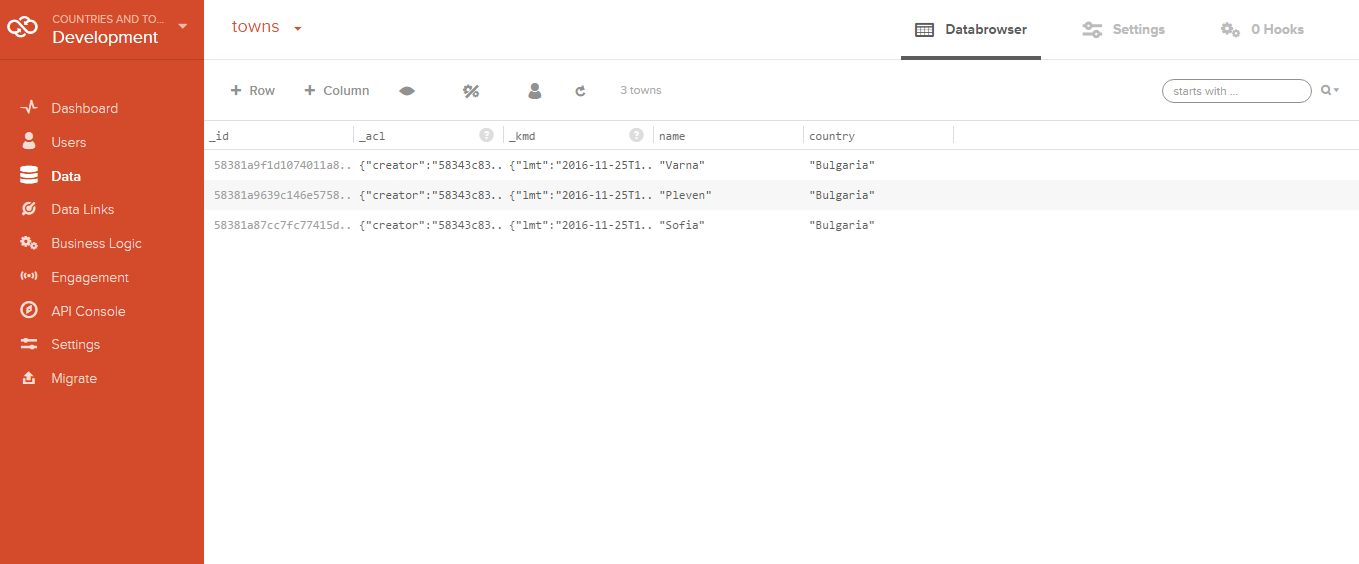 COUNTRIES AND TO...
Development
Dashboard
Users
Data
Data Links
Business Logic
Engagement
API Console
Settings
Migrate
towns
Databrowser
Settings
0 Hooks
+ Row
+ Column
3 towns
starts with ...
_id _acl ? _kmd ? name country
58381a9f1d1074011a8.. {"creator":"58343c83.. {"lmt":"2016-11-25T1.. "Varna" "Bulgaria"
58381a9639c146e5758.. {"creator":"58343c83.. {"lmt":"2016-11-25T1.. "Pleven" "Bulgaria"
58381a87cc7fc77415d.. {"creator":"58343c83.. {"lmt":"2016-11-25T1.. "Sofia" "Bulgaria"